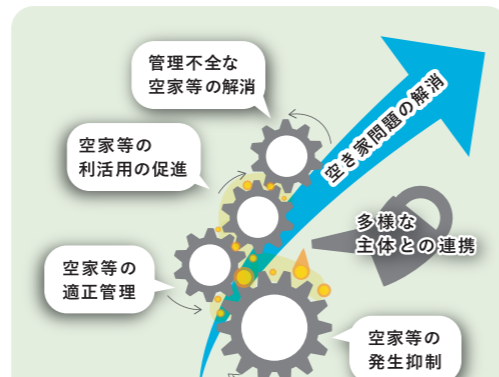 管理不全な
空家等の解消
空家等の
利活用の促進
空き家問題の解消
多様な
主体との連携
空家等の
適正管理
空家等の
発生抑制